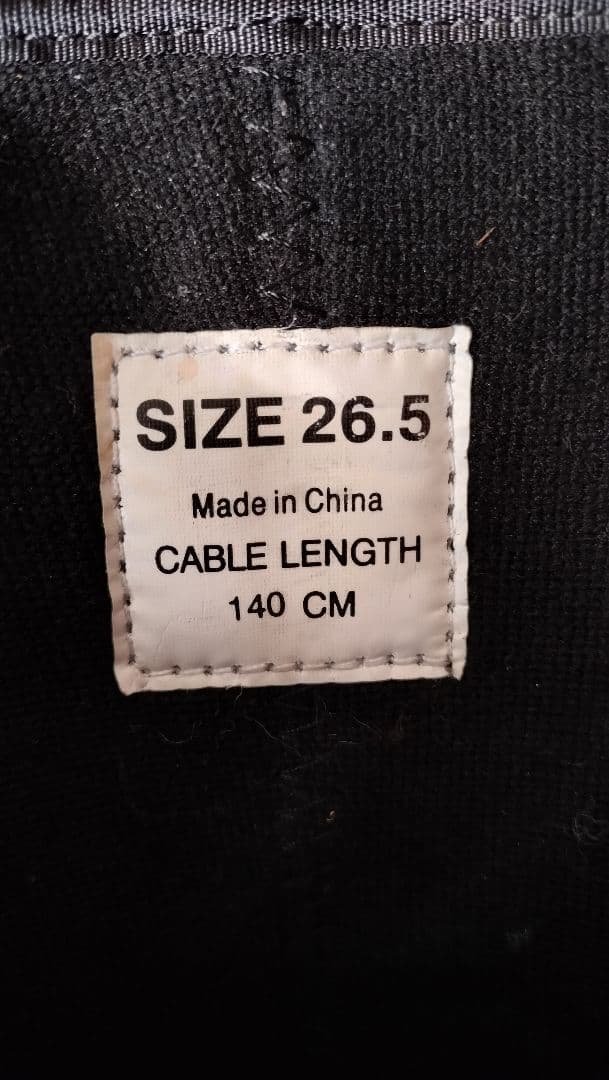 SIZE 26.5
Made in China
CABLE LENGTH
140 CM